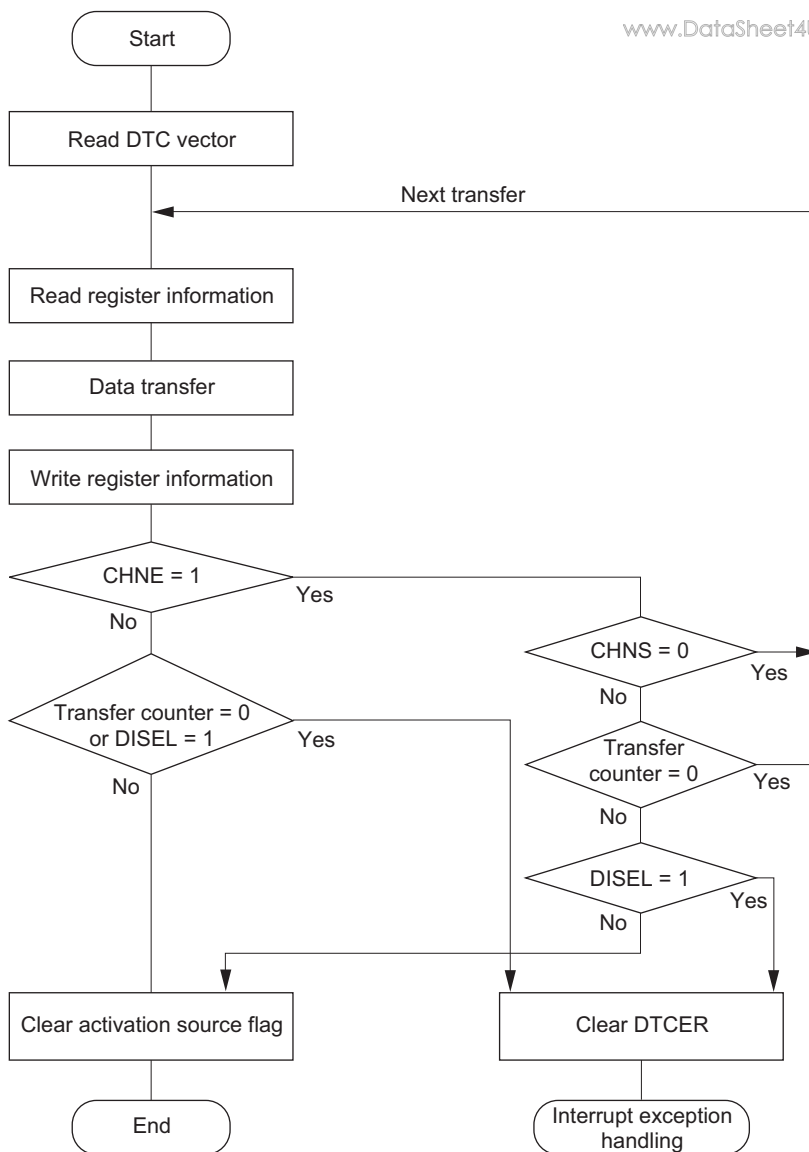 www.DataSheet4U
Start
Read DTC vector
Next transfer
Read register information
Data transfer
Write register information
CHNE = 1
Yes
No
CHNS = 0
Yes
No
Transfer counter = 0
or DISEL = 1
Yes
No
Transfer
counter = 0
Yes
No
DISEL = 1
Yes
No
Clear activation source flag
Clear DTCER
End
Interrupt exception
handling